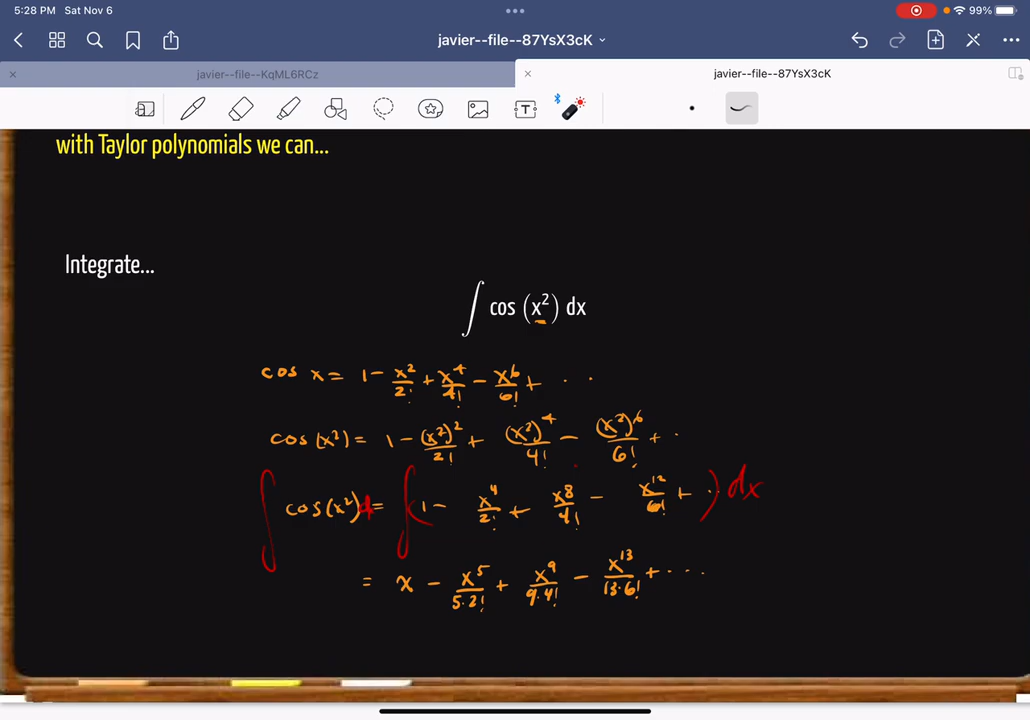 5:28 PM Sat Nov 6
99%
javier--file--87YsX3cK
javier--file--KqML6RCz
javier--file--87YsX3cK
T
with Taylor polynomials we can...
Integrate...
∫ cos (x²) dx
cos x = 1 - x²/2! + x⁴/4! - x⁶/6! + · ·
cos (x²) = 1 - (x²)²/2! + (x²)⁴/4! - (x²)⁶/6! + ·
∫ cos(x²) d = ∫ (1 - x⁴/2! + x⁸/4! - x¹²/6! + ··) dx
= x - x⁵/5·2! + x⁹/9·4! - x¹³/13·6! + ···